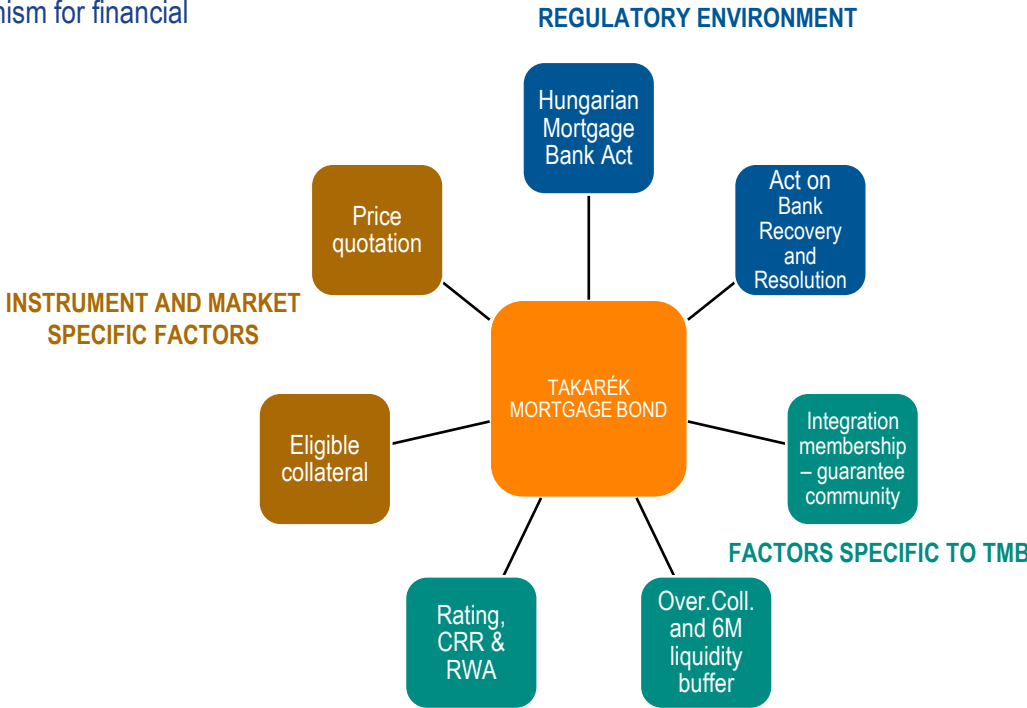 nism for financial
REGULATORY ENVIRONMENT
Hungarian
Mortgage
Bank Act
Act on
Bank
Recovery
and
Resolution
Price
quotation
INSTRUMENT AND MARKET
SPECIFIC FACTORS
TAKARÉK
MORTGAGE BOND
Eligible
collateral
Integration
membership
– guarantee
community
FACTORS SPECIFIC TO TMB
Rating,
CRR &
RWA
Over.Coll.
and 6M
liquidity
buffer